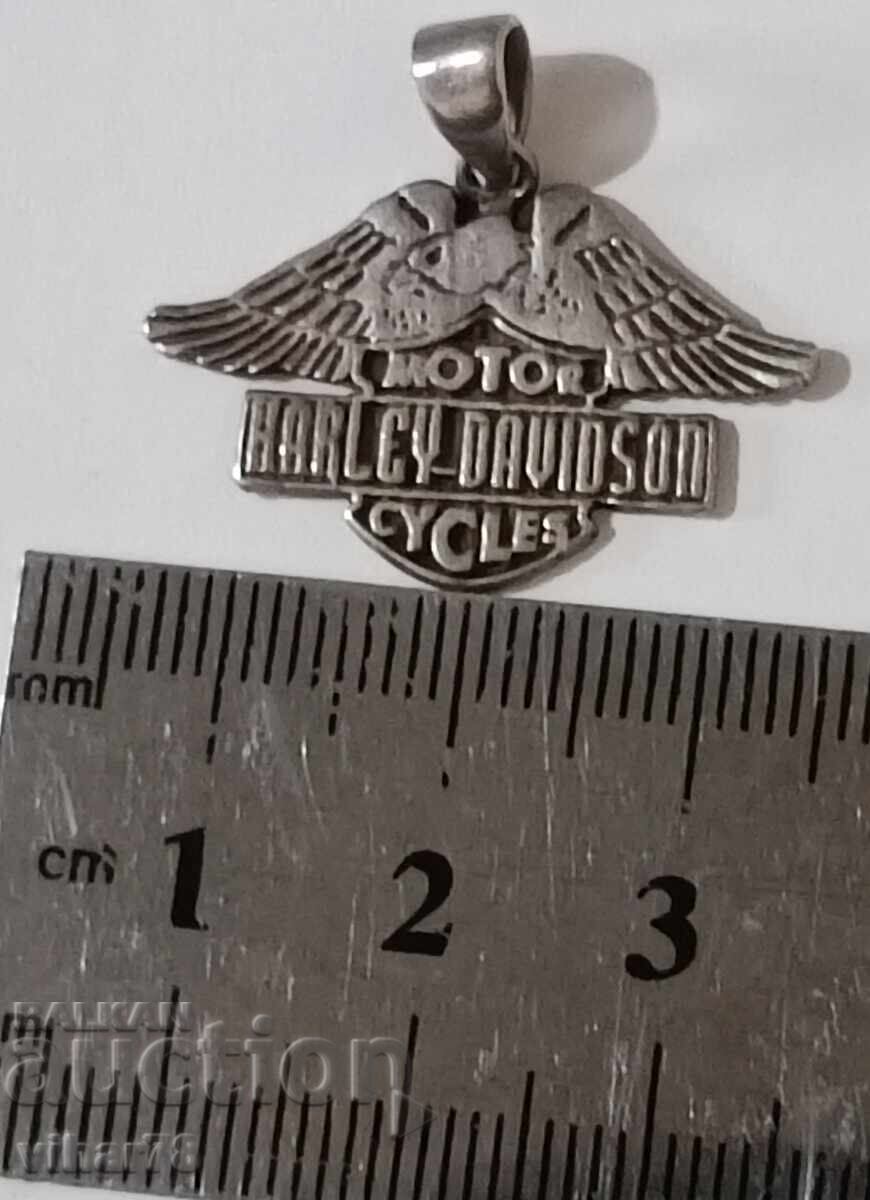 MOTOR
HARLEY-DAVIDSON
CYCLES
mm
cm
1 2 3
m
BALKAN
auction
vihar78